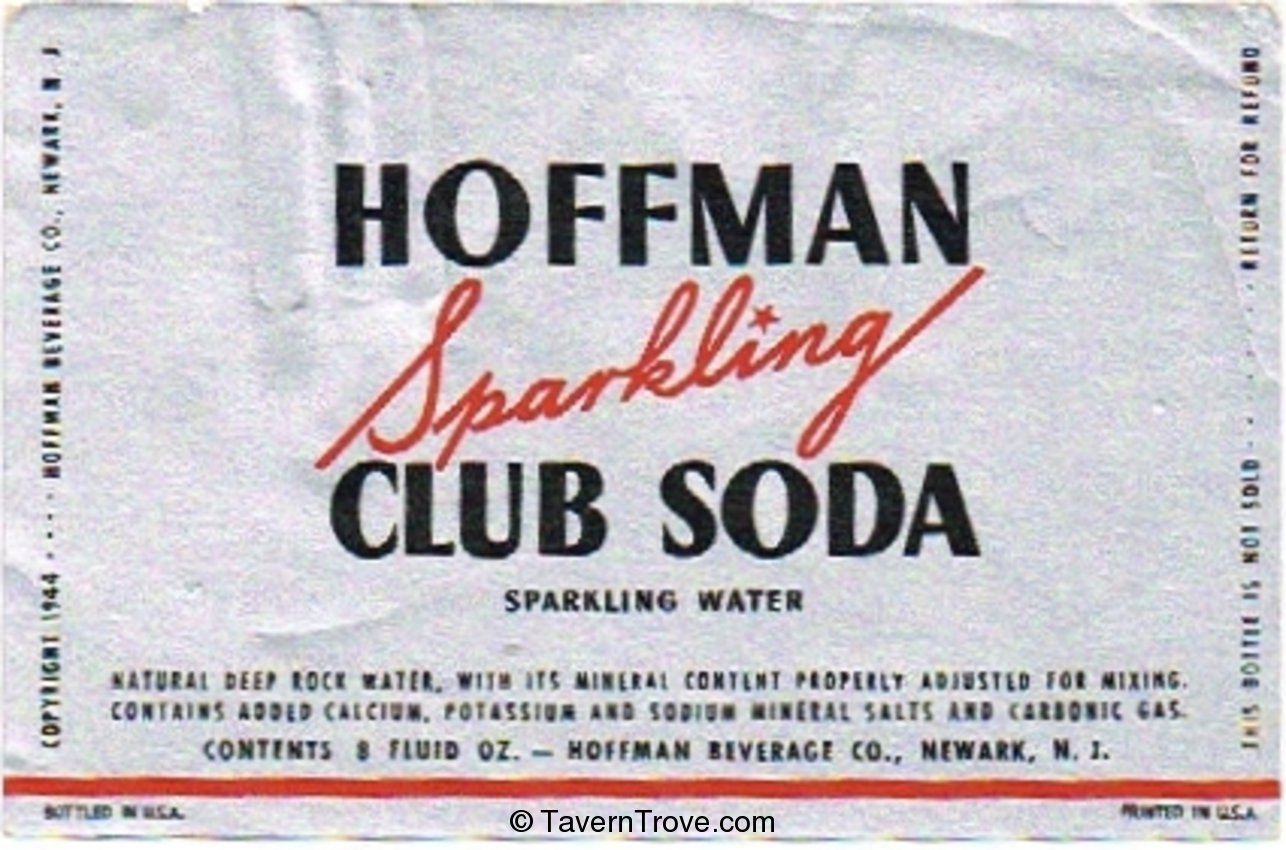 COPYRIGHT 1944 - - - - HOFFMAN BEVERAGE CO., NEWARK, N J
HOFFMAN
Sparkling
CLUB SODA
SPARKLING WATER
NATURAL DEEP ROCK WATER, WITH ITS MINERAL CONTENT PROPERLY ADJUSTED FOR MIXING.
CONTAINS ADDED CALCIUM, POTASSIUM AND SODIUM MINERAL SALTS AND CARBONIC GAS.
CONTENTS 8 FLUID OZ. — HOFFMAN BEVERAGE CO., NEWARK, N. J.
THIS BOTTLE IS NOT SOLD - - - - - - - - RETURN FOR REFUND
BOTTLED IN U.S.A.
PRINTED IN U.S.A.
© TavernTrove.com